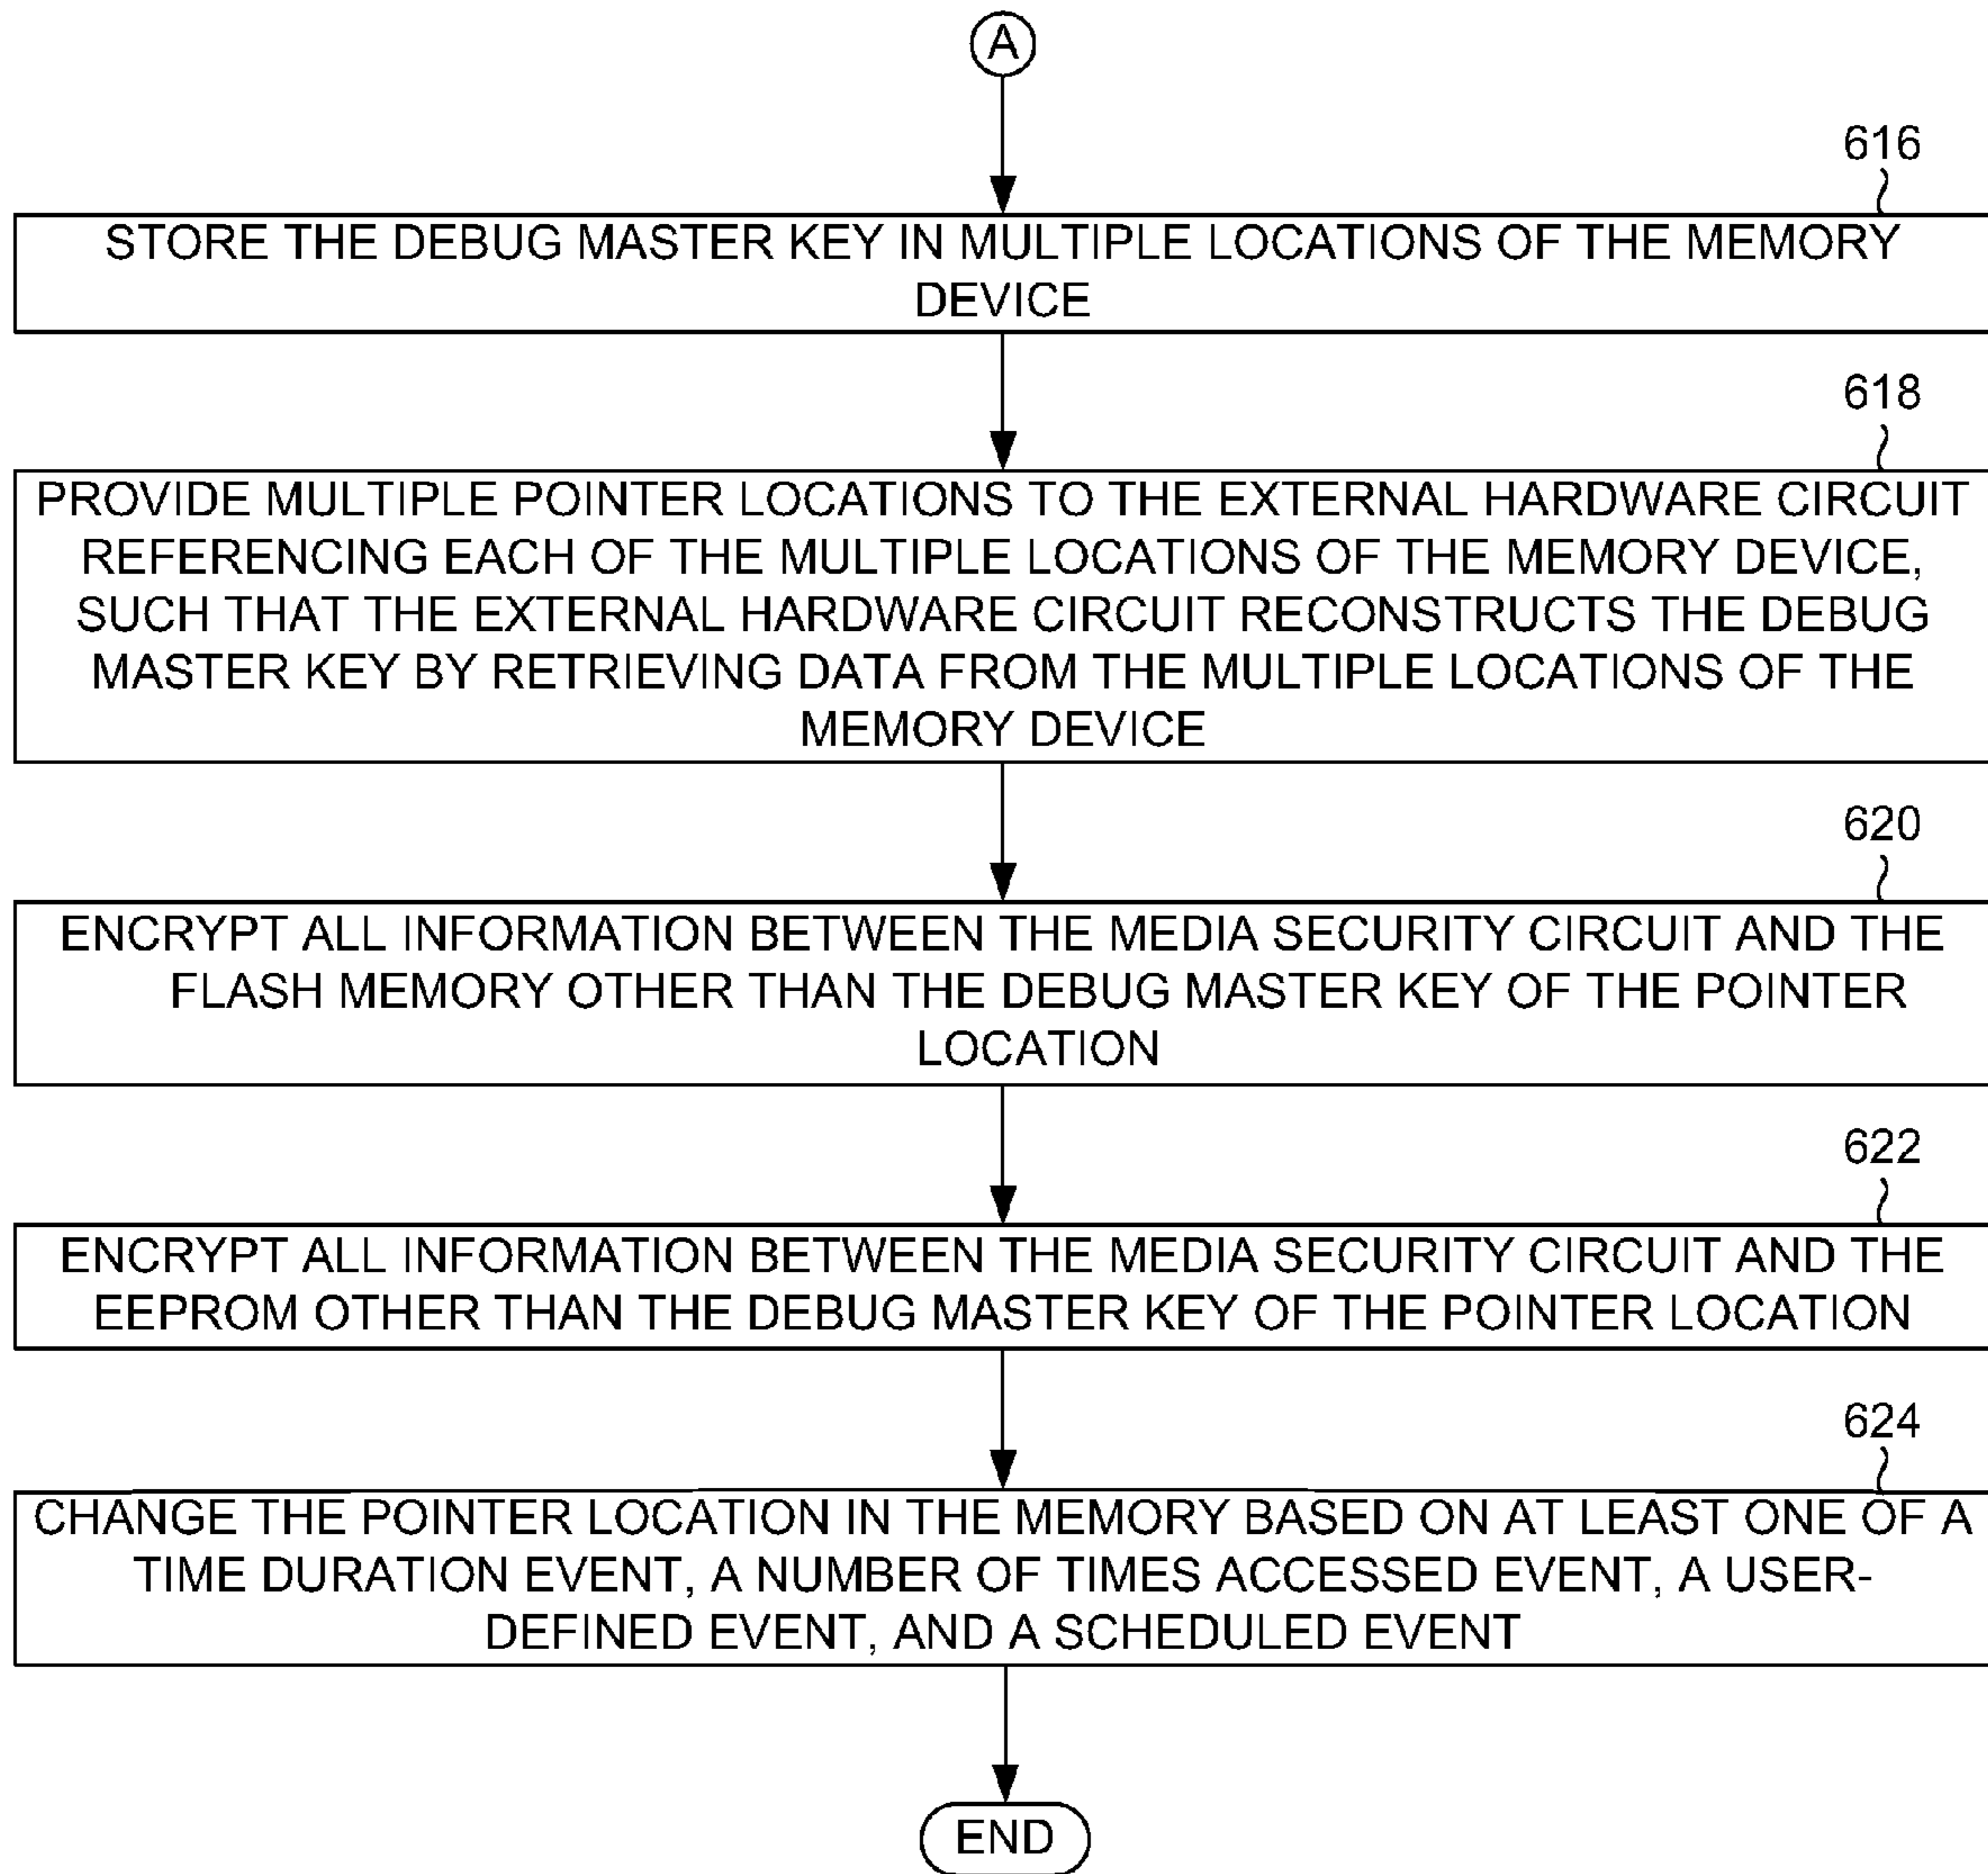 A
616
STORE THE DEBUG MASTER KEY IN MULTIPLE LOCATIONS OF THE MEMORY
DEVICE
618
PROVIDE MULTIPLE POINTER LOCATIONS TO THE EXTERNAL HARDWARE CIRCUIT
REFERENCING EACH OF THE MULTIPLE LOCATIONS OF THE MEMORY DEVICE,
SUCH THAT THE EXTERNAL HARDWARE CIRCUIT RECONSTRUCTS THE DEBUG
MASTER KEY BY RETRIEVING DATA FROM THE MULTIPLE LOCATIONS OF THE
MEMORY DEVICE
620
ENCRYPT ALL INFORMATION BETWEEN THE MEDIA SECURITY CIRCUIT AND THE
FLASH MEMORY OTHER THAN THE DEBUG MASTER KEY OF THE POINTER
LOCATION
622
ENCRYPT ALL INFORMATION BETWEEN THE MEDIA SECURITY CIRCUIT AND THE
EEPROM OTHER THAN THE DEBUG MASTER KEY OF THE POINTER LOCATION
624
CHANGE THE POINTER LOCATION IN THE MEMORY BASED ON AT LEAST ONE OF A
TIME DURATION EVENT, A NUMBER OF TIMES ACCESSED EVENT, A USER-
DEFINED EVENT, AND A SCHEDULED EVENT
END